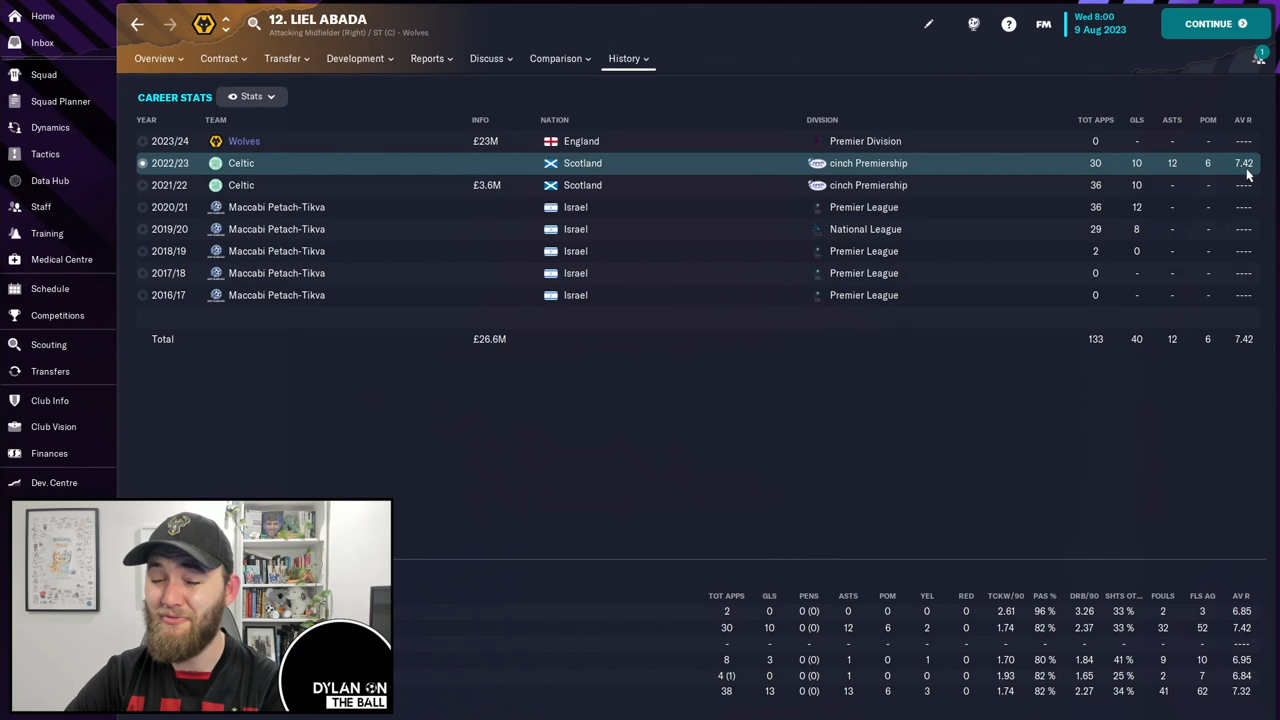 Home
Inbox
Squad
Squad Planner
Dynamics
Tactics
Data Hub
Staff
Training
Medical Centre
Schedule
Competitions
Scouting
Transfers
Club Info
Club Vision
Finances
Dev. Centre
12. LIEL ABADA
Attacking Midfielder (Right) / ST (C) - Wolves
FM
Wed 8:00
9 Aug 2023
CONTINUE
1
Overview Contract Transfer Development Reports Discuss Comparison History
CAREER STATS Stats
YEAR TEAM INFO NATION DIVISION TOT APPS GLS ASTS POM AV R
2023/24 Wolves £23M England Premier Division 0 - - - ----
2022/23 Celtic Scotland cinch Premiership 30 10 12 6 7.42
2021/22 Celtic £3.6M Scotland cinch Premiership 36 10 - - ----
2020/21 Maccabi Petach-Tikva Israel Premier League 36 12 - - ----
2019/20 Maccabi Petach-Tikva Israel National League 29 8 - - ----
2018/19 Maccabi Petach-Tikva Israel Premier League 2 0 - - ----
2017/18 Maccabi Petach-Tikva Israel Premier League 0 - - - ----
2016/17 Maccabi Petach-Tikva Israel Premier League 0 - - - ----
Total £26.6M 133 40 12 6 7.42
TOT APPS GLS PENS ASTS POM YEL RED TCKW/90 PAS % DRB/90 SHTS OT... FOULS FLS AG AV R
2 0 0 (0) 0 0 0 0 2.61 96 % 3.26 33 % 2 3 6.85
30 10 0 (0) 12 6 2 0 1.74 82 % 2.37 33 % 32 52 7.42
- - - - - - - - - - - - - -
8 3 0 (0) 1 0 1 0 1.70 80 % 1.84 41 % 9 10 6.95
4 (1) 0 0 (0) 1 0 0 0 1.93 82 % 1.65 25 % 2 7 6.84
38 13 0 (0) 13 6 3 0 1.74 82 % 2.27 34 % 41 62 7.32
DYLAN ON
THE BALL